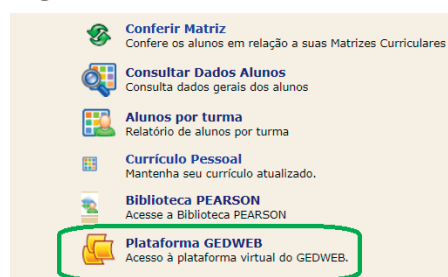 Conferir Matriz
Confere os alunos em relação a suas Matrizes Curriculares
Consultar Dados Alunos
Consulta dados gerais dos alunos
Alunos por turma
Relatório de alunos por turma
Currículo Pessoal
Mantenha seu currículo atualizado.
Biblioteca PEARSON
Acesse a Biblioteca PEARSON
Plataforma GEDWEB
Acesso à plataforma virtual do GEDWEB.